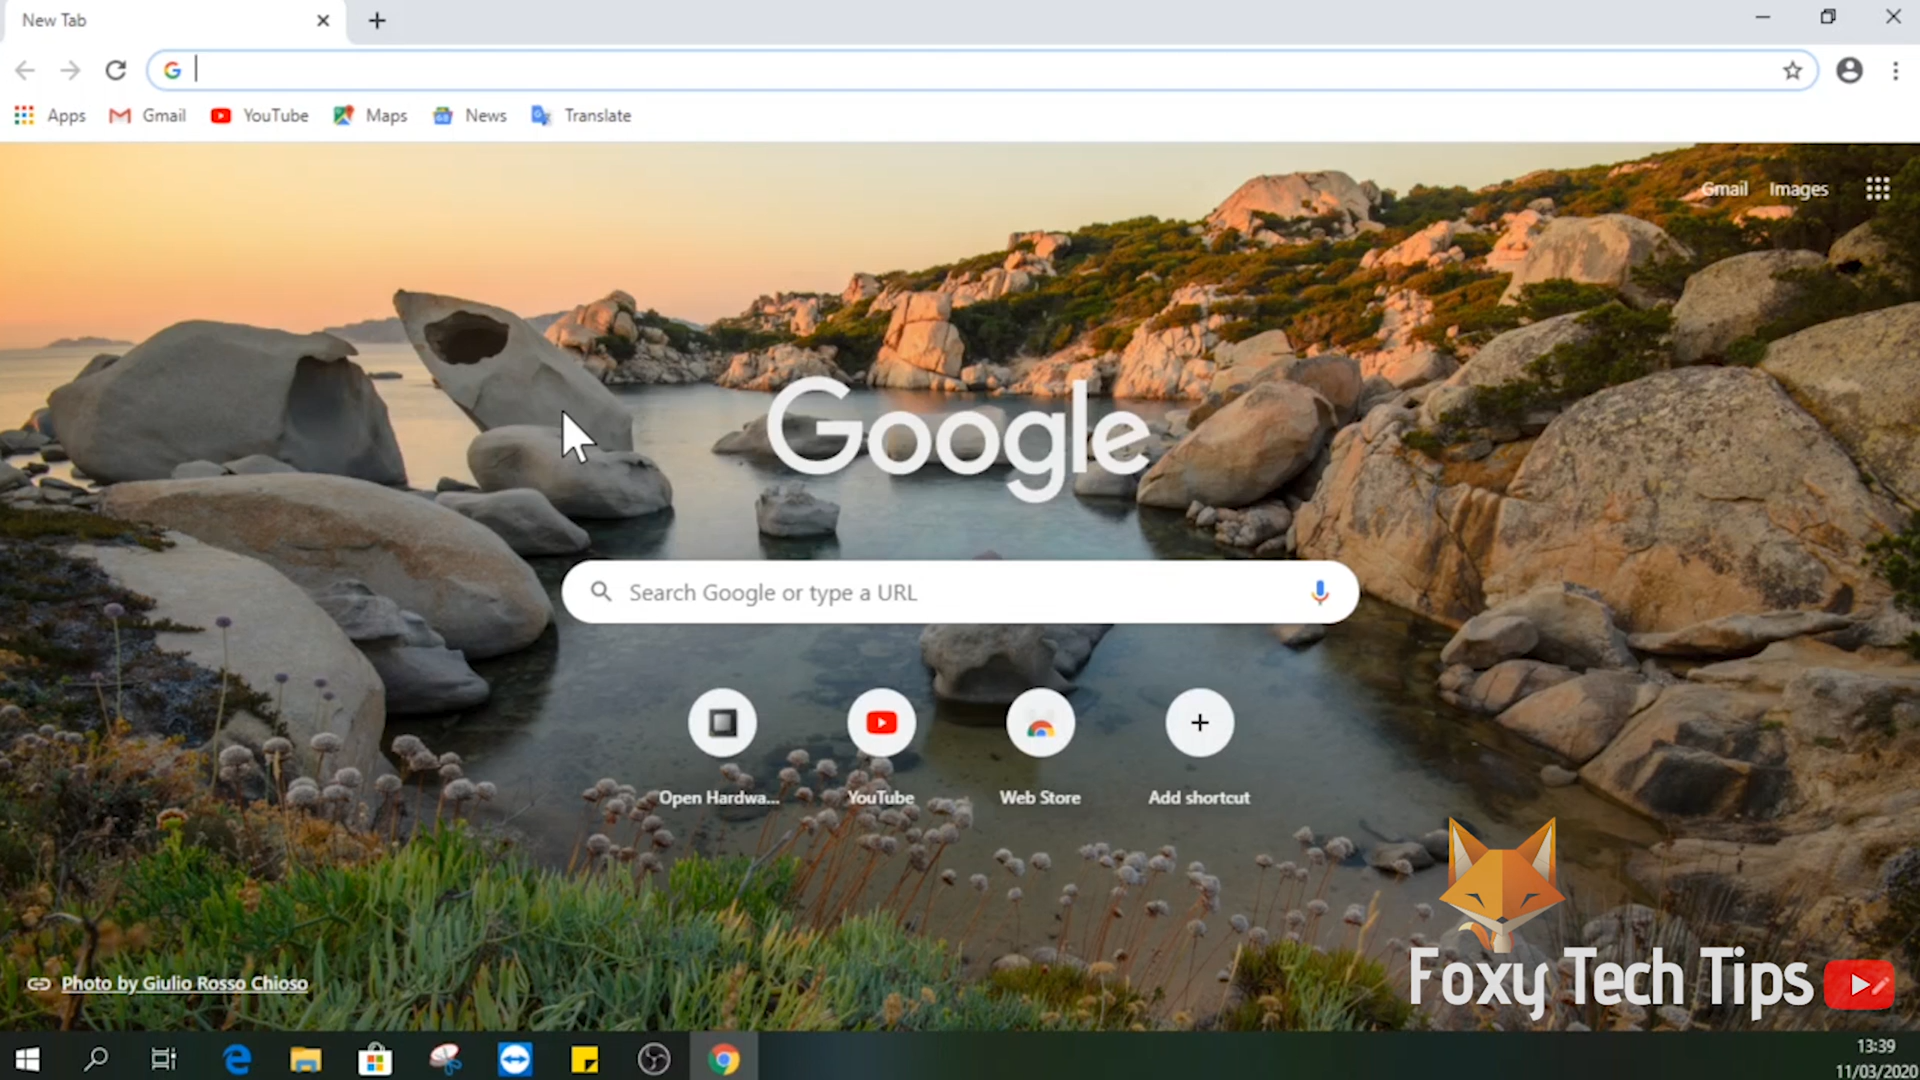 New Tab
Apps
Gmail
YouTube
Maps
News
Translate
Gmail
Images
Google
Search Google or type a URL
Open Hardwa...
YouTube
Web Store
Add shortcut
Photo by Giulio Rosso Chioso
Foxy Tech Tips
13:39
11/03/2020